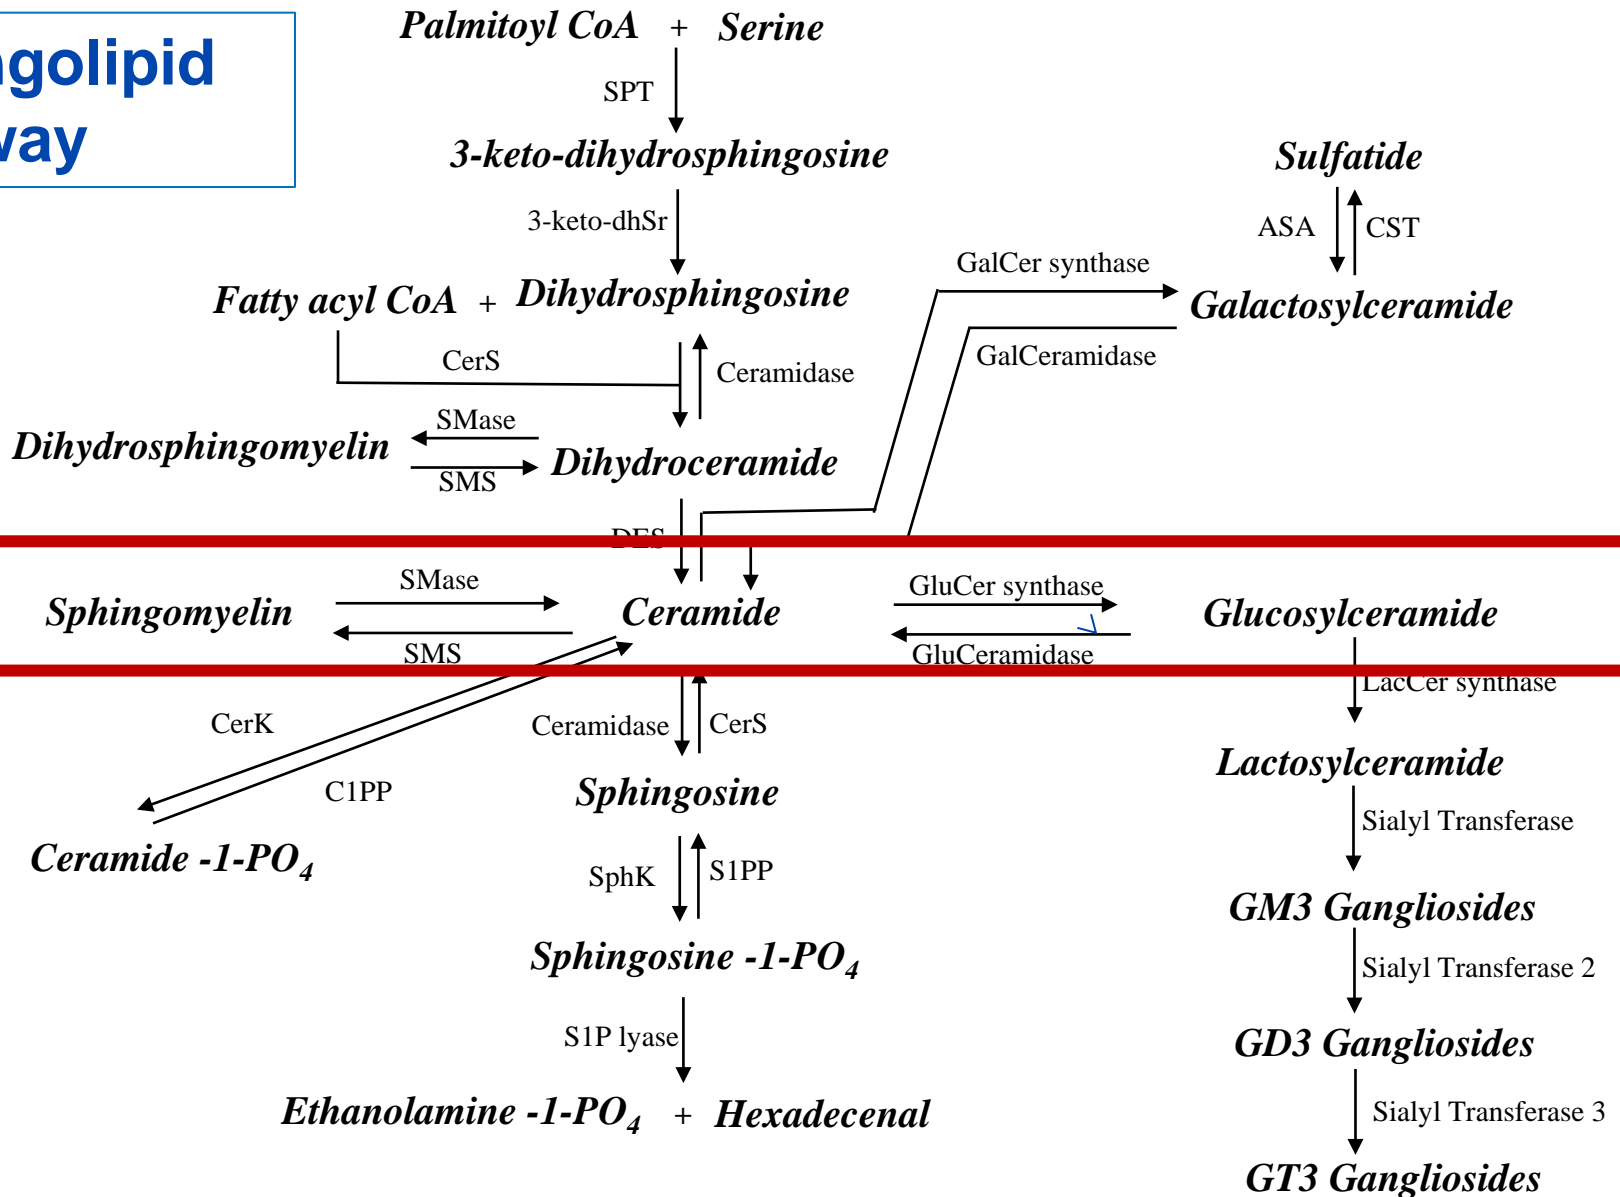 ngolipid
way
Palmitoyl CoA + Serine
SPT
3-keto-dihydrosphingosine
Sulfatide
3-keto-dhSr
ASA CST
GalCer synthase
Fatty acyl CoA + Dihydrosphingosine
Galactosylceramide
CerS
Ceramidase
GalCeramidase
SMase
Dihydrosphingomyelin
Dihydroceramide
SMS
DES
SMase
GluCer synthase
Sphingomyelin
Ceramide
Glucosylceramide
SMS
GluCeramidase
LacCer synthase
CerK
Ceramidase CerS
Lactosylceramide
C1PP
Sphingosine
Sialyl Transferase
Ceramide -1-PO4
SphK S1PP
GM3 Gangliosides
Sphingosine -1-PO4
Sialyl Transferase 2
S1P lyase
GD3 Gangliosides
Ethanolamine -1-PO4 + Hexadecenal
Sialyl Transferase 3
GT3 Gangliosides